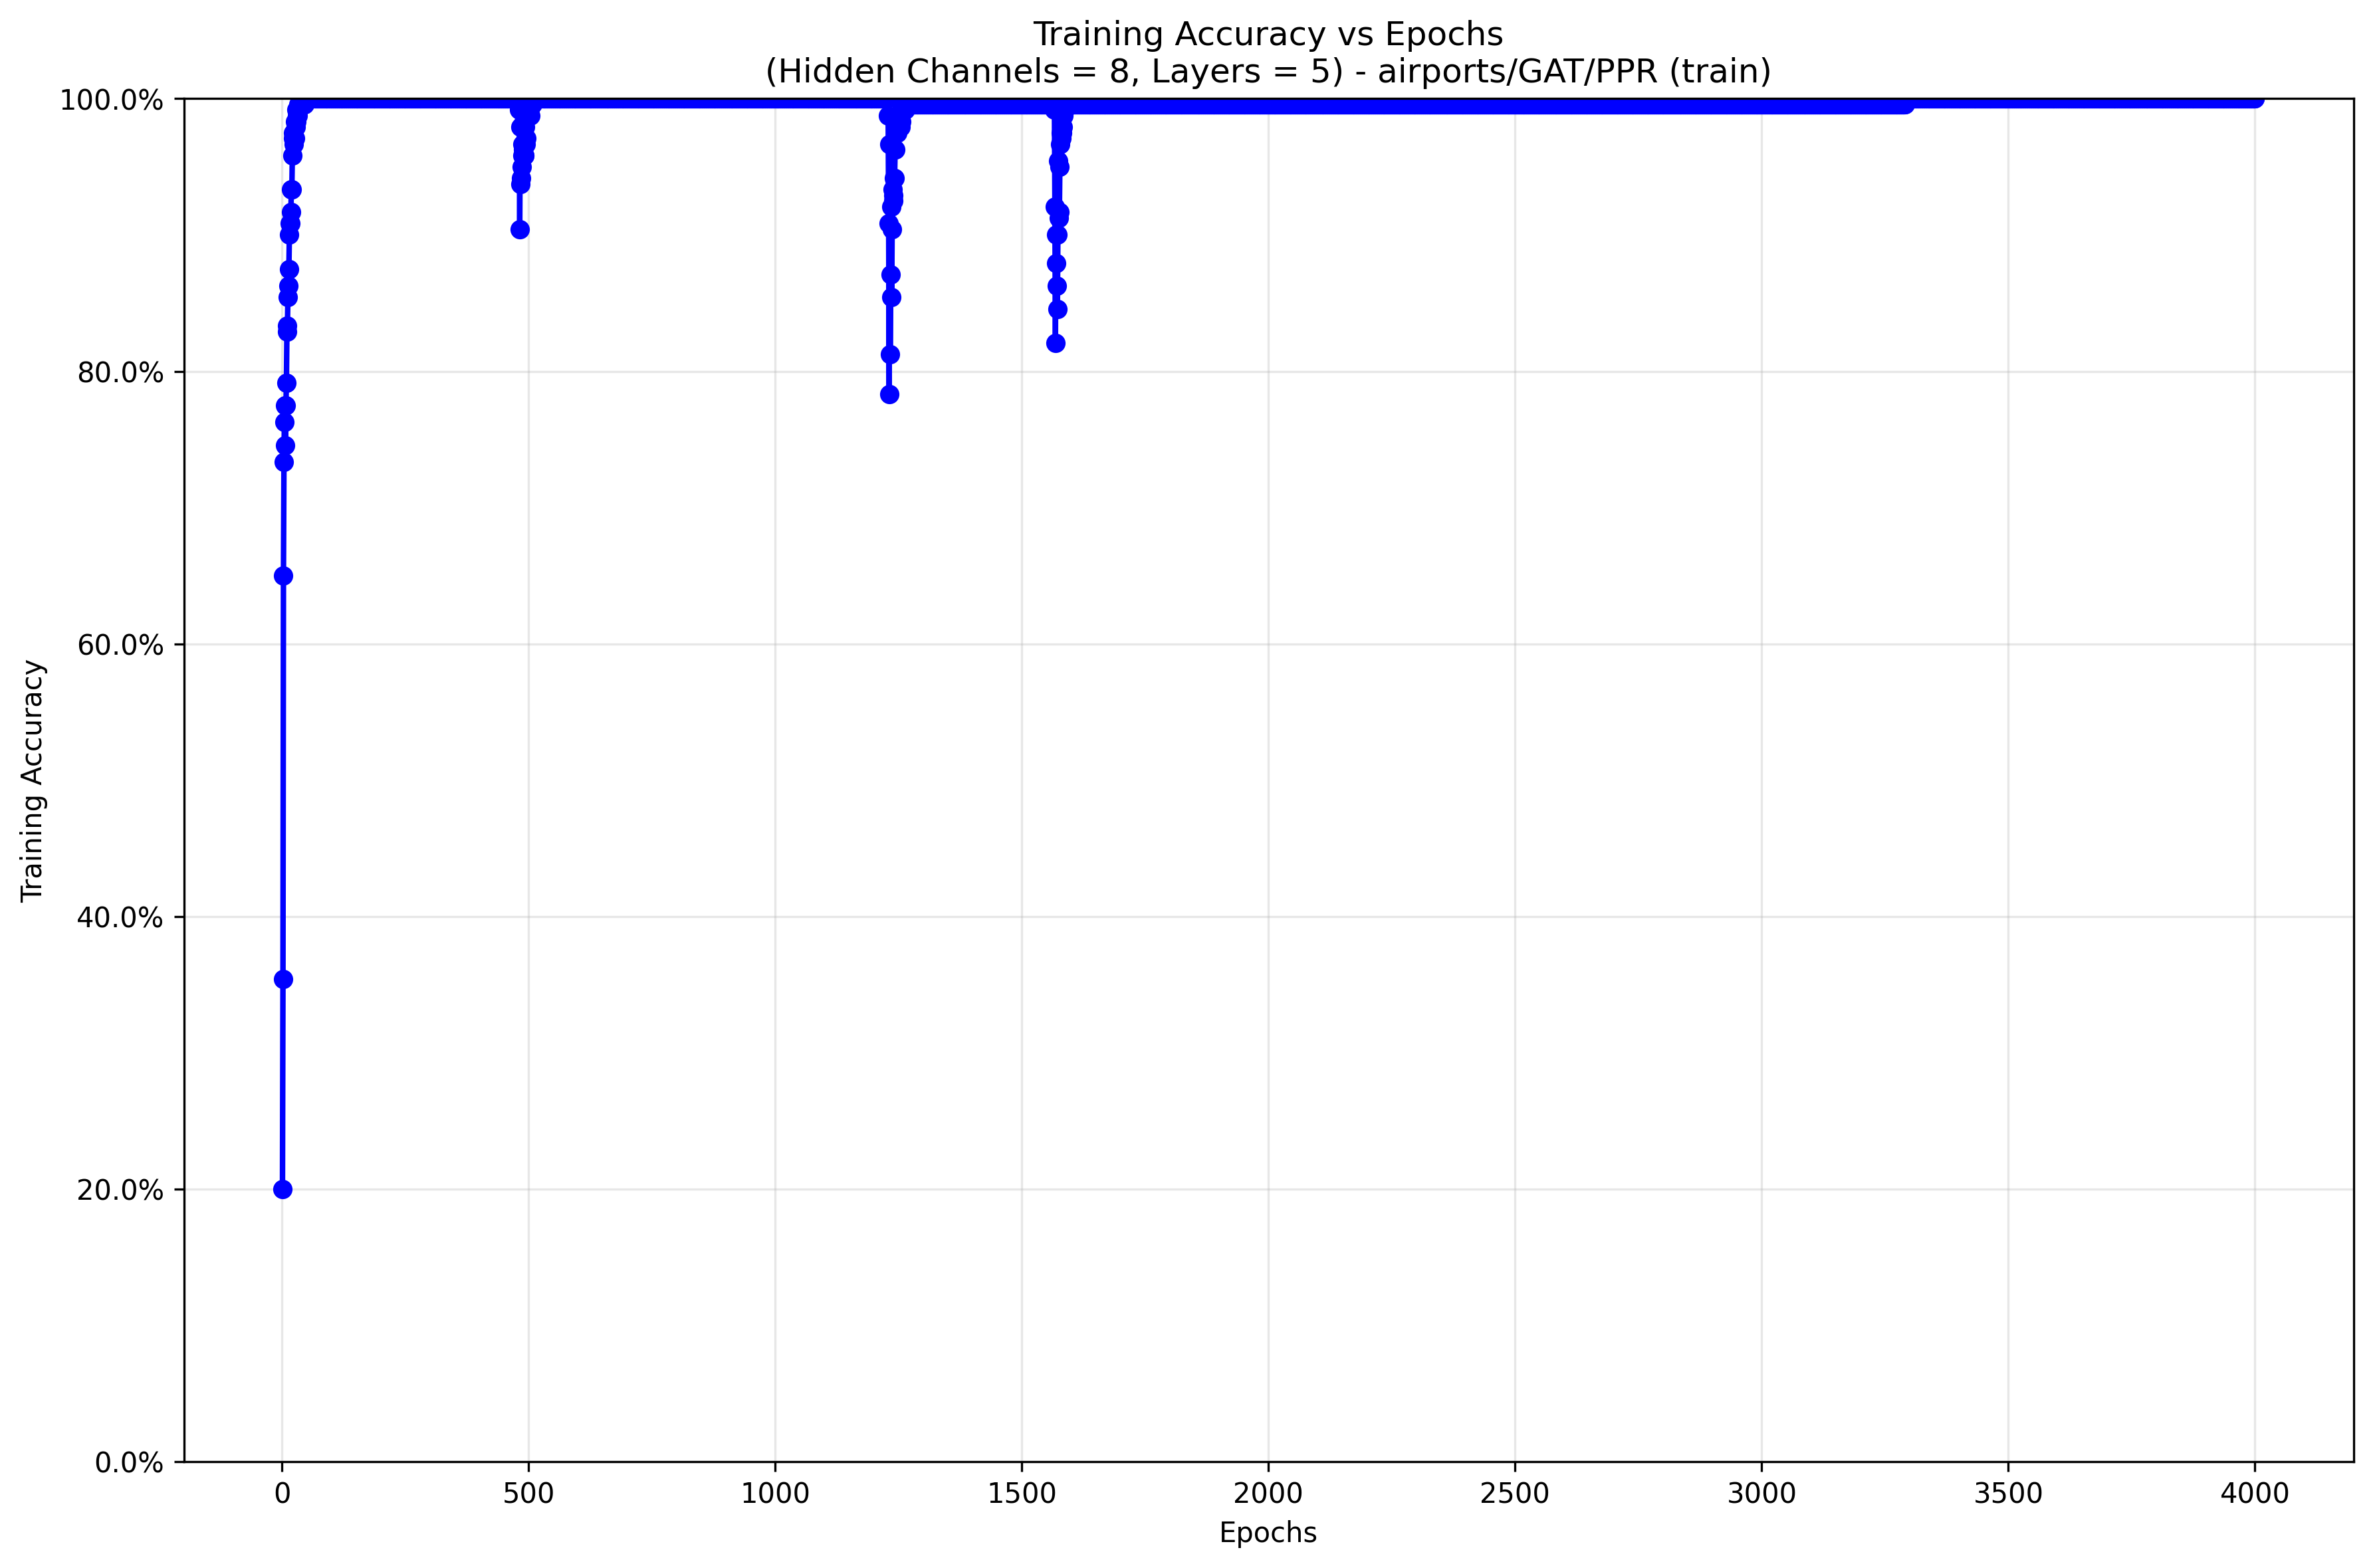 Training Accuracy vs Epochs
(Hidden Channels = 8, Layers = 5) - airports/GAT/PPR (train)
100.0%
80.0%
60.0%
40.0%
20.0%
0.0%
Training Accuracy
0 500 1000 1500 2000 2500 3000 3500 4000
Epochs